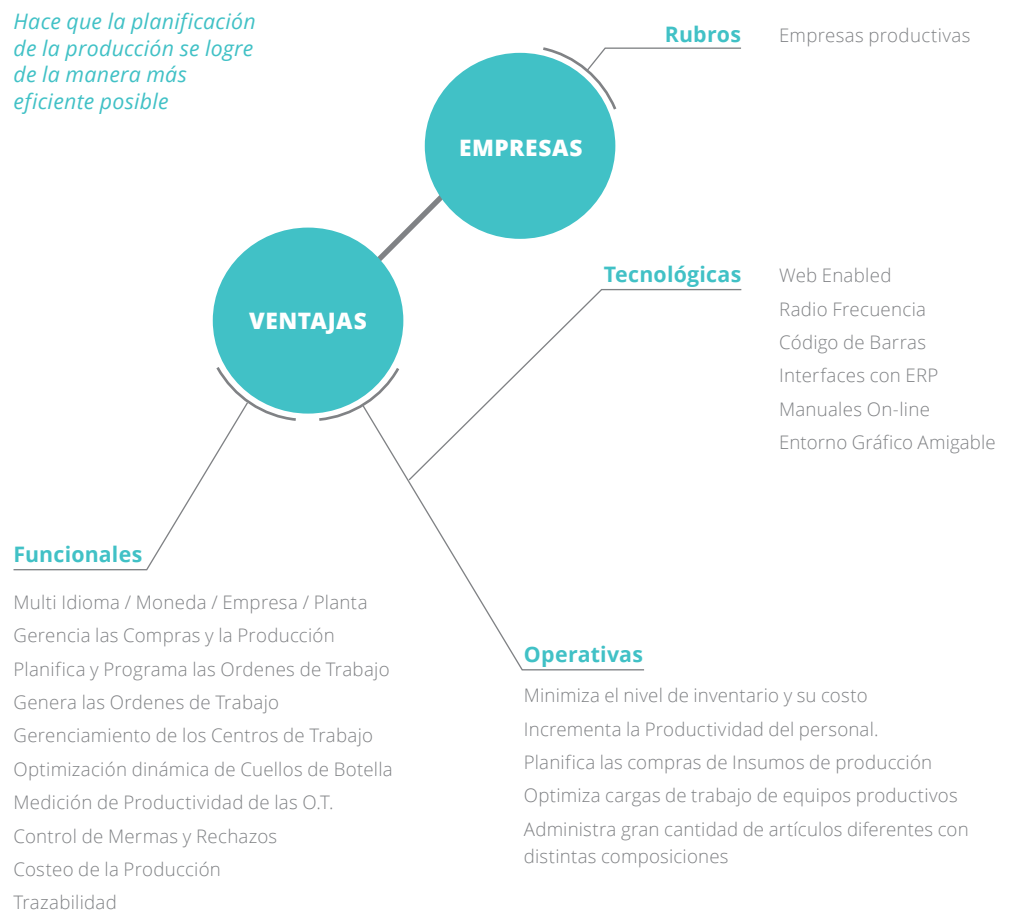 Hace que la planificación
de la producción se logre
de la manera más
eficiente posible
Rubros
Empresas productivas
EMPRESAS
VENTAJAS
Tecnológicas
Web Enabled
Radio Frecuencia
Código de Barras
Interfaces con ERP
Manuales On-line
Entorno Gráfico Amigable
Funcionales
Multi Idioma / Moneda / Empresa / Planta
Gerencia las Compras y la Producción
Planifica y Programa las Ordenes de Trabajo
Genera las Ordenes de Trabajo
Gerenciamiento de los Centros de Trabajo
Optimización dinámica de Cuellos de Botella
Medición de Productividad de las O.T.
Control de Mermas y Rechazos
Costeo de la Producción
Trazabilidad
Operativas
Minimiza el nivel de inventario y su costo
Incrementa la Productividad del personal.
Planifica las compras de Insumos de producción
Optimiza cargas de trabajo de equipos productivos
Administra gran cantidad de artículos diferentes con
distintas composiciones